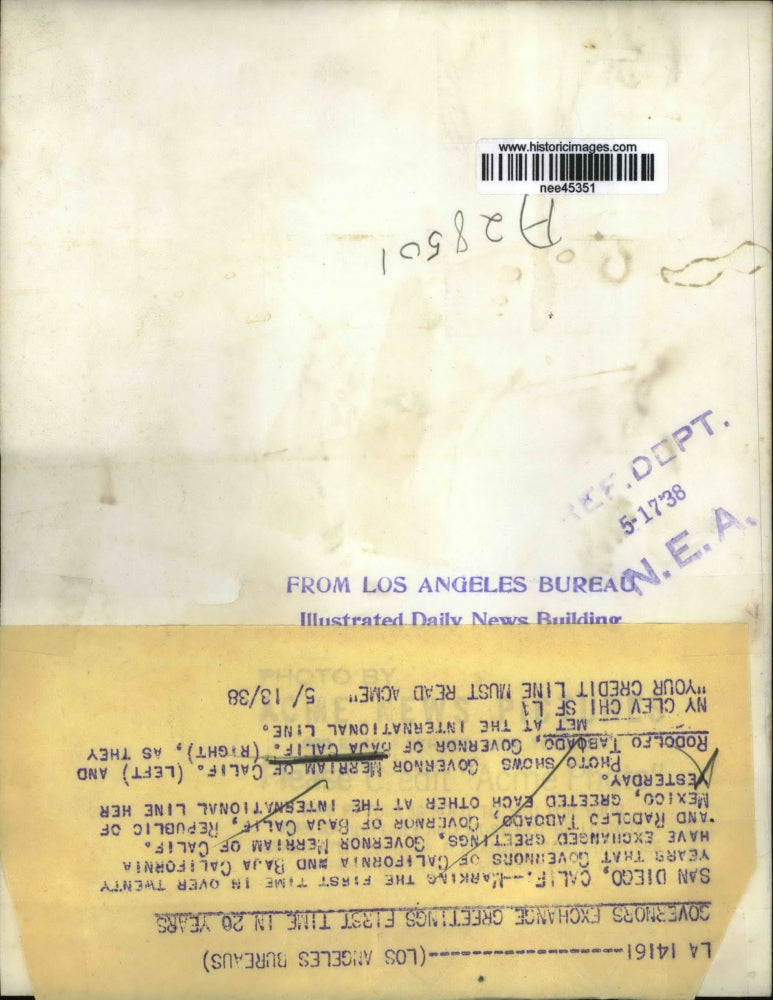 www.historicimages.com
nee45351
A28501
REF. DEPT.
5-17'38
N.E.A.
FROM LOS ANGELES BUREAU
Illustrated Daily News Building
PHOTO BY
LA 14161----------------(LOS ANGELES BUREAUS)
GOVERNORS EXCHANGE GREETINGS FIRST TIME IN 20 YEARS
SAN DIEGO, CALIF.--MARKING THE FIRST TIME IN OVER TWENTY
YEARS THAT GOVERNORS OF CALIFORNIA AND BAJA CALIFORNIA
HAVE EXCHANGED GREETINGS, GOVERNOR MERRIAM OF CALIF.
AND RADOLFO TABOADO, GOVERNOR OF BAJA CALIF, REPUBLIC OF
MEXICO, GREETED EACH OTHER AT THE INTERNATIONAL LINE HER
YESTERDAY.
PHOTO SHOWS GOVERNOR MERRIAM OF CALIF. (LEFT) AND
RODOLFO TABOADO, GOVERNOR OF BAJA CALIF. (RIGHT), AS THEY
MET AT THE INTERNATIONAL LINE.
NY CLEV CHI SF LA
"YOUR CREDIT LINE MUST READ ACME" 5/13/38